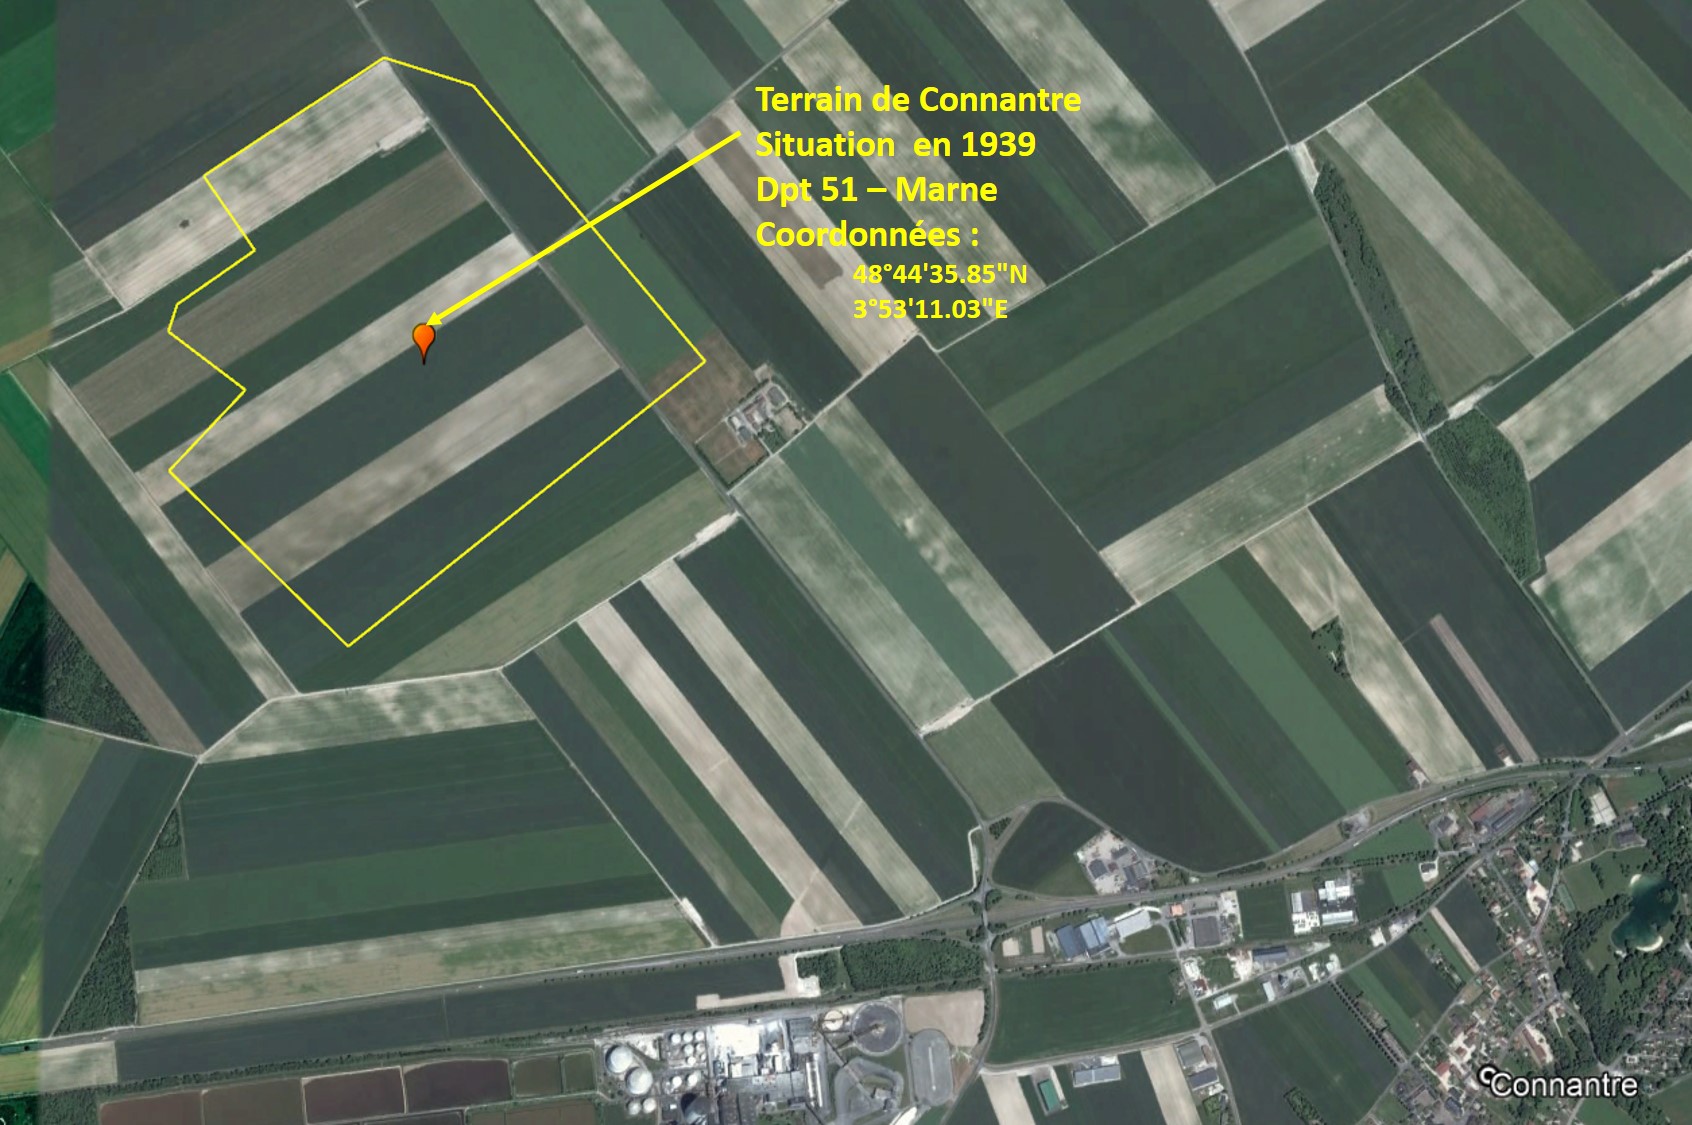 Terrain de Connantre
Situation  en 1939
Dpt 51 – Marne
Coordonnées :
48°44'35.85"N
3°53'11.03"E
Connantre